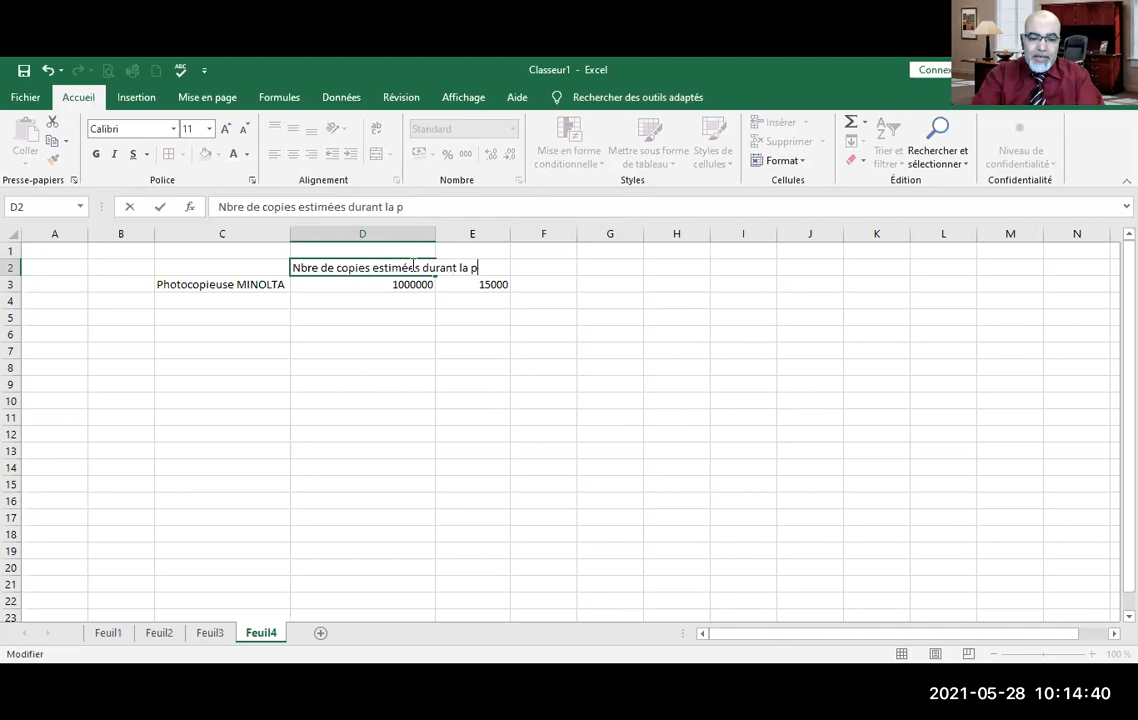 Classeur1 - Excel
Connex
Fichier Accueil Insertion Mise en page Formules Données Révision Affichage Aide Rechercher des outils adaptés
Coller
Calibri 11
G I S
Standard
Mise en forme conditionnelle
Mettre sous forme de tableau
Styles de cellules
Insérer
Supprimer
Format
Trier et filtrer
Rechercher et sélectionner
Niveau de confidentialité
Presse-papiers Police Alignement Nombre Styles Cellules Édition Confidentialité
D2 Nbre de copies estimées durant la p
A B C D E F G H I J K L M N
1
2 Nbre de copies estimées durant la p
3 Photocopieuse MINOLTA 1000000 15000
4
5
6
7
8
9
10
11
12
13
14
15
16
17
18
19
20
21
22
23
Feuil1 Feuil2 Feuil3 Feuil4
Modifier 100 %
2021-05-28 10:14:40